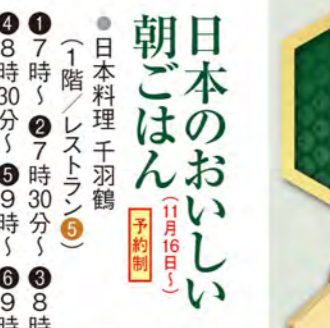 日本のおいしい
朝ごはん(11月16日〜)
予約制
●日本料理 千羽鶴
(1階/レストラン❺)
❶7時〜 ❷7時30分〜 ❸8時
❹8時30分〜 ❺9時〜 ❻9時